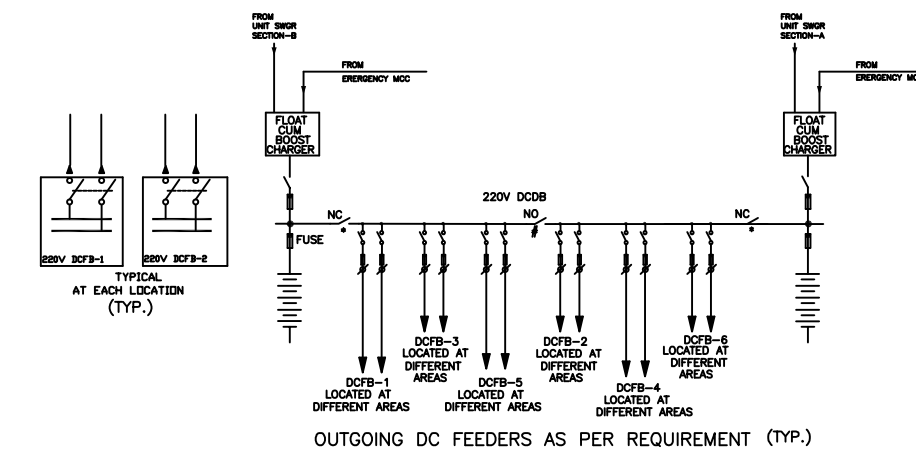 FROM
UNIT SWGR
SECTION-B
FROM
ERERGENCY MCC
FLOAT
CUM
BOOST
CHARGER
FROM
UNIT SWGR
SECTION-A
FROM
ERERGENCY MC
FLOAT
CUM
BOOST
CHARGER
220V DCFB-1
220V DCFB-2
TYPICAL
AT EACH LOCATION
(TYP.)
220V DCDB
NC
*
NO
#
NC
*
FUSE
DCFB-1
LOCATED AT
DIFFERENT AREAS
DCFB-3
LOCATED AT
DIFFERENT
AREAS
DCFB-5
LOCATED AT
DIFFERENT AREAS
DCFB-2
LOCATED AT
DIFFERENT
AREAS
DCFB-4
LOCATED AT
DIFFERENT AREAS
DCFB-6
LOCATED AT
DIFFERENT
AREAS
OUTGOING DC FEEDERS AS PER REQUIREMENT (TYP.)